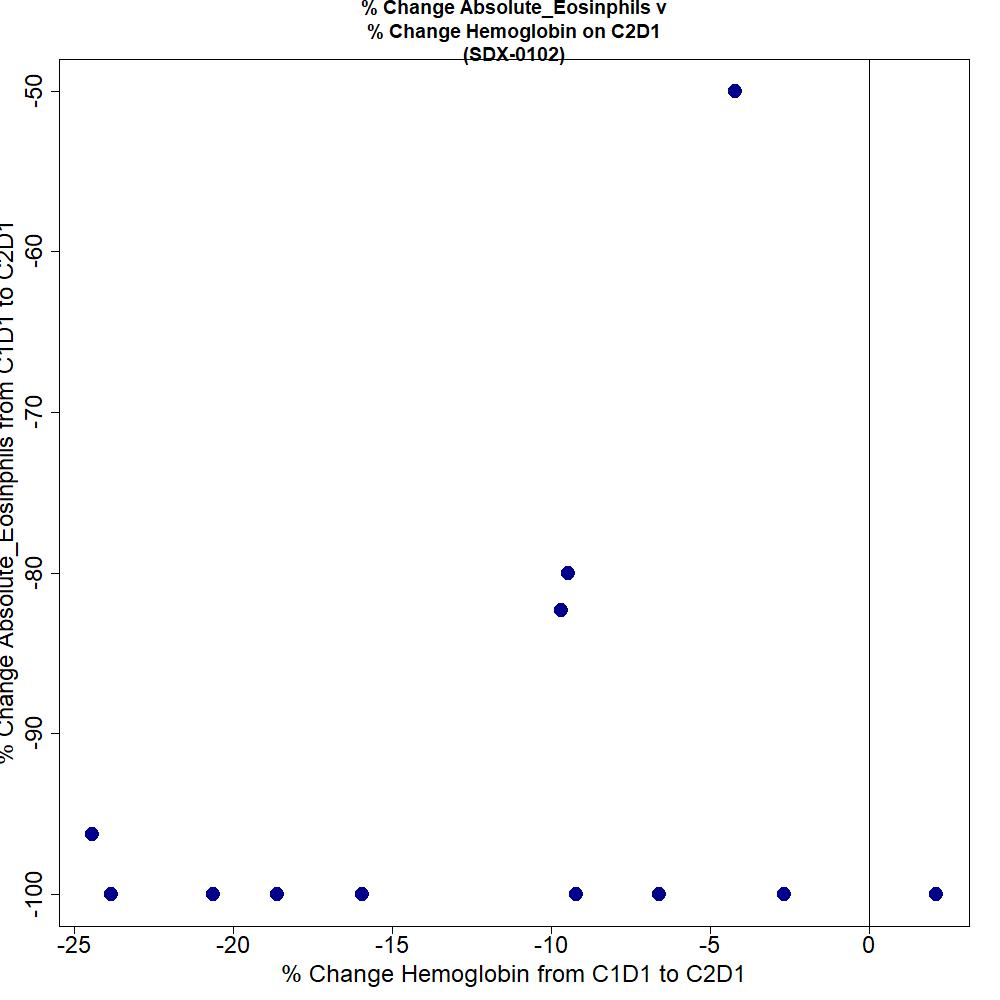 % Change Absolute_Eosinphils v
% Change Hemoglobin on C2D1
(SDX-0102)
% Change Absolute_Eosinphils from C1D1 to C2D1
-50
-60
-70
-80
-90
-100
-25
-20
-15
-10
-5
0
% Change Hemoglobin from C1D1 to C2D1